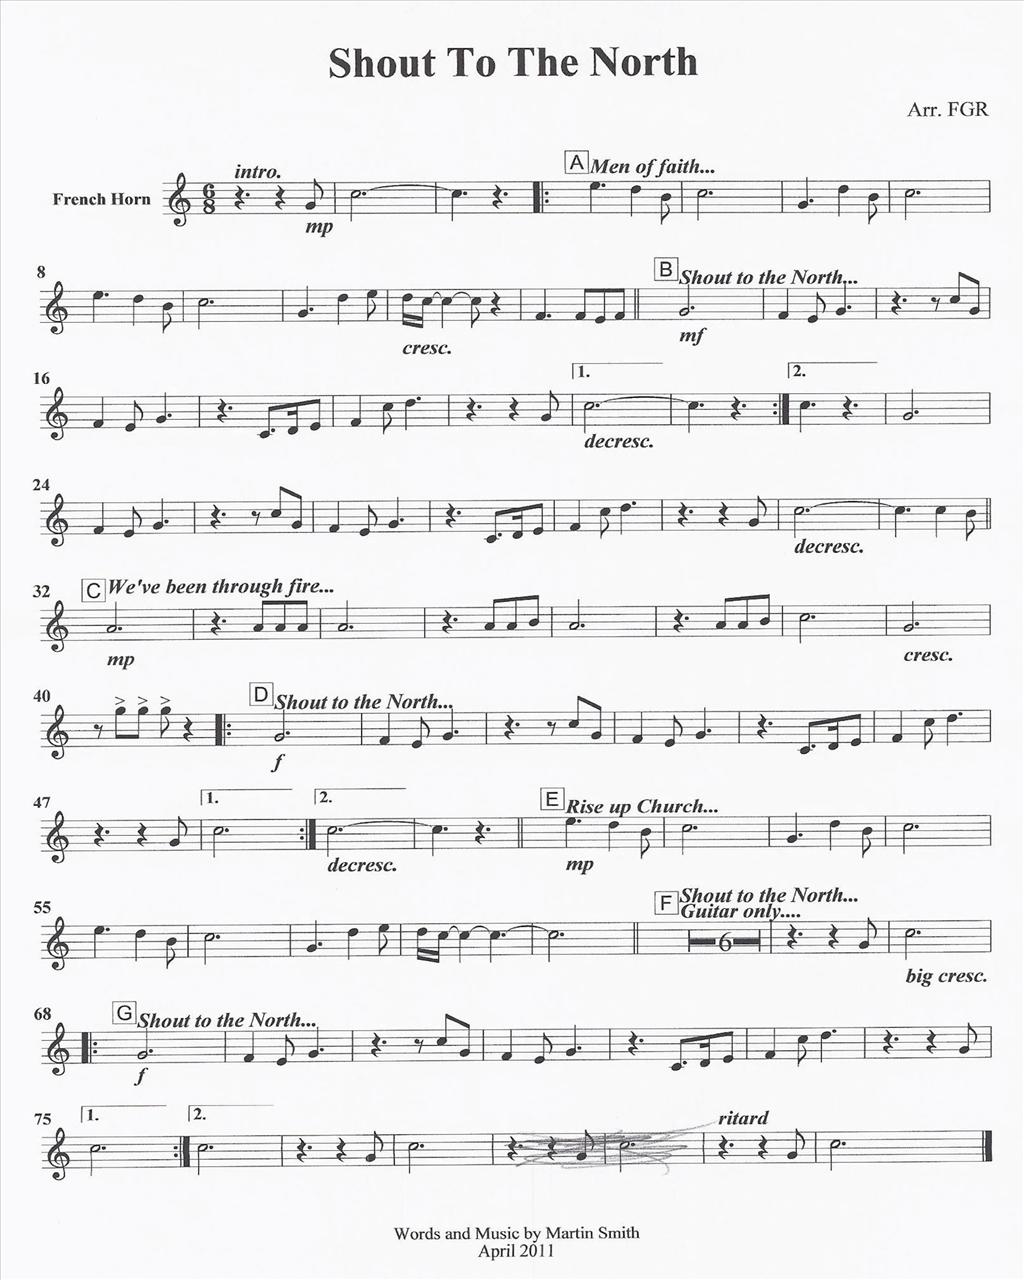 Shout To The North
Arr. FGR
intro.
A Men of faith...
French Horn
6
8
mp
8
B Shout to the North...
cresc.
mf
16
1.
2.
decresc.
24
decresc.
32
C We've been through fire...
mp
cresc.
40
D Shout to the North...
f
47
1.
2.
E Rise up Church...
decresc.
mp
55
F Shout to the North...
Guitar only....
6
big cresc.
68
G Shout to the North...
f
75
1.
2.
ritard
Words and Music by Martin Smith
April 2011